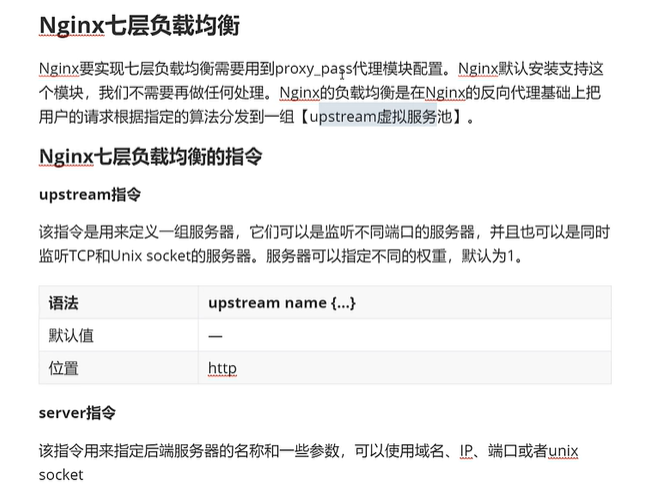 Nginx七层负载均衡
Nginx要实现七层负载均衡需要用到proxy_pass代理模块配置。Nginx默认安装支持这
个模块，我们不需要再做任何处理。Nginx的负载均衡是在Nginx的反向代理基础上把
用户的请求根据指定的算法分发到一组【upstream虚拟服务池】。
Nginx七层负载均衡的指令
upstream指令
该指令是用来定义一组服务器，它们可以是监听不同端口的服务器，并且也可以是同时
监听TCP和Unix socket的服务器。服务器可以指定不同的权重，默认为1。
语法 upstream name {...}
默认值 —
位置 http
server指令
该指令用来指定后端服务器的名称和一些参数，可以使用域名、IP、端口或者unix
socket